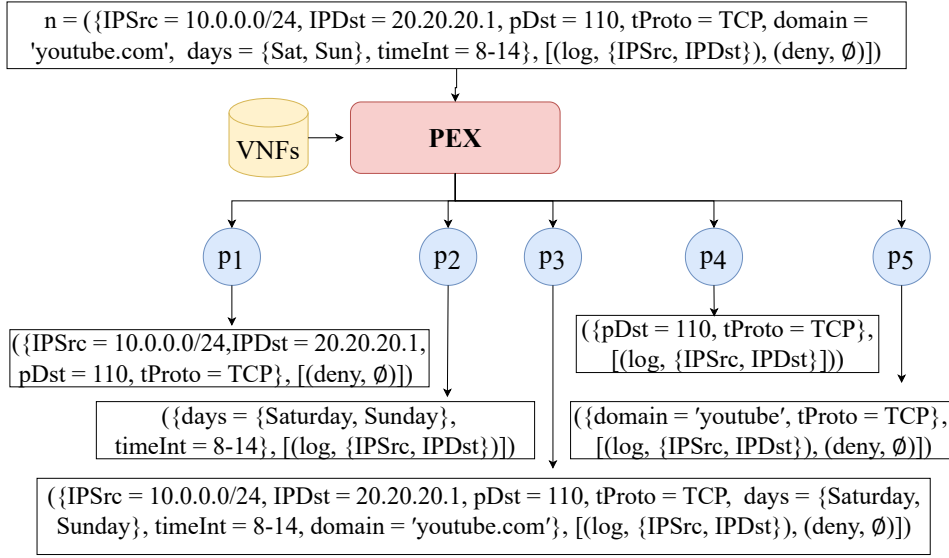 n = ({IPSrc = 10.0.0.0/24, IPDst = 20.20.20.1, pDst = 110, tProto = TCP, domain =
'youtube.com', days = {Sat, Sun}, timeInt = 8-14}, [(log, {IPSrc, IPDst}), (deny, ∅)])
VNFs
PEX
p1
p2
p3
p4
p5
({IPSrc = 10.0.0.0/24,IPDst = 20.20.20.1,
pDst = 110, tProto = TCP}, [(deny, ∅)])
({pDst = 110, tProto = TCP},
[(log, {IPSrc, IPDst}]))
({days = {Saturday, Sunday},
timeInt = 8-14}, [(log, {IPSrc, IPDst})])
({domain = ′youtube′, tProto = TCP},
[(log, {IPSrc, IPDst}), (deny, ∅)])
({IPSrc = 10.0.0.0/24, IPDst = 20.20.20.1, pDst = 110, tProto = TCP, days = {Saturday,
Sunday}, timeInt = 8-14, domain = ′youtube.com′}, [(log, {IPSrc, IPDst}), (deny, ∅)])